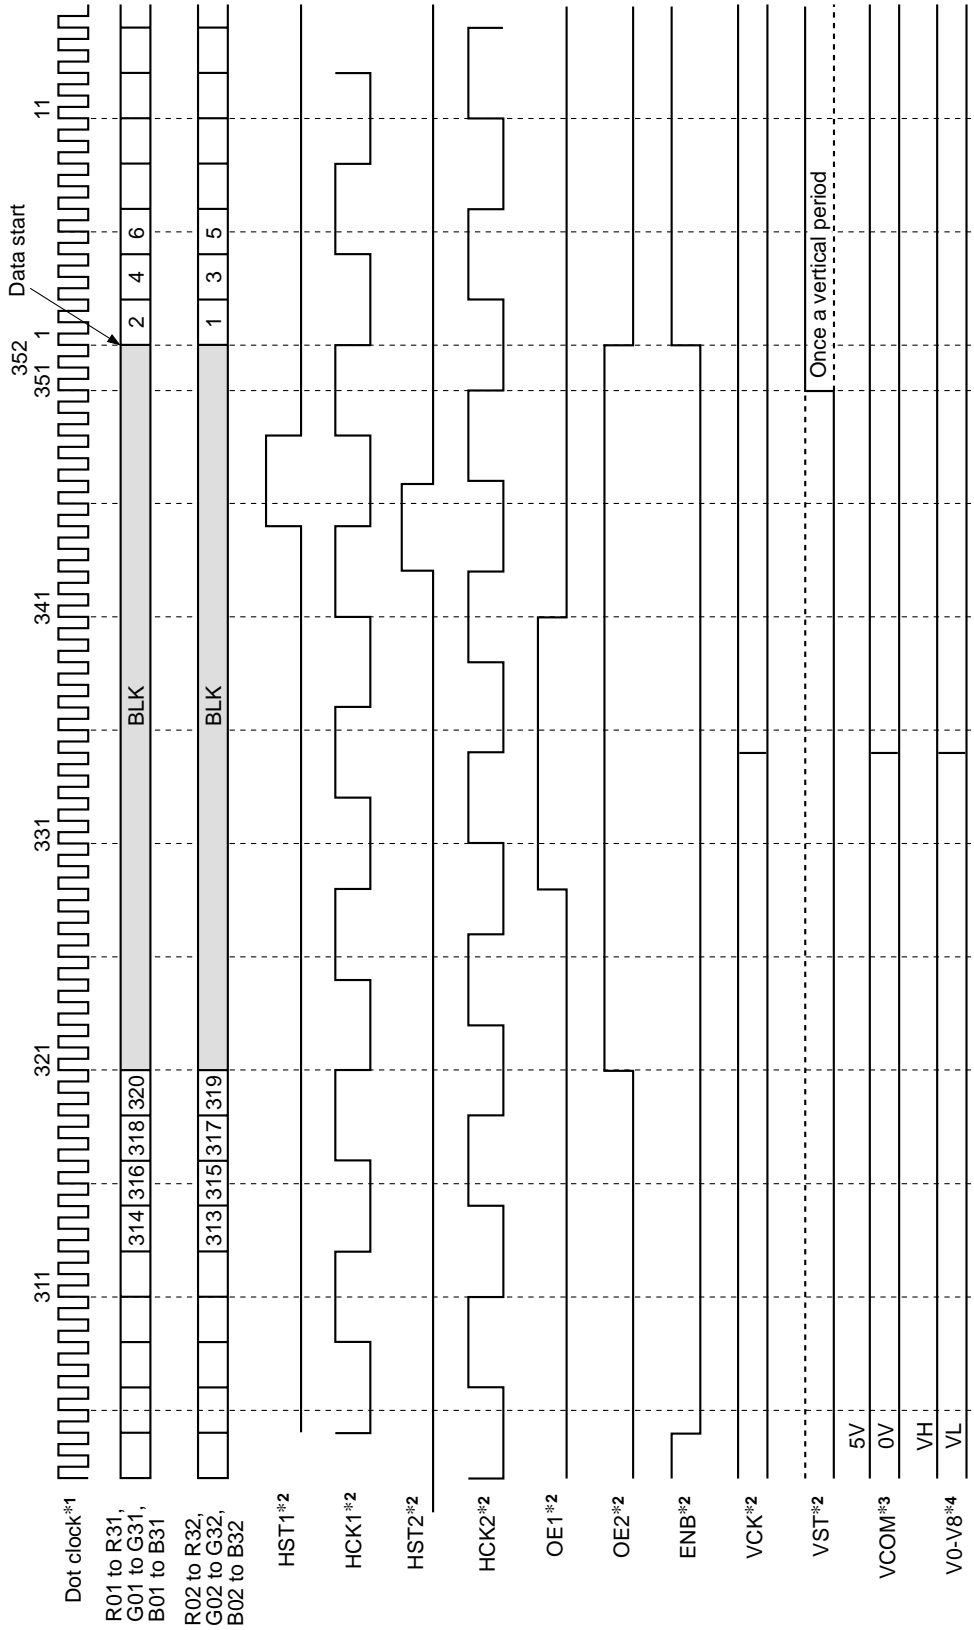 Data start
311
321
331
341
351
352
1
11
Dot clock*1
R01 to R31,
G01 to G31,
B01 to B31
314
316
318
320
BLK
2
4
6
R02 to R32,
G02 to G32,
B02 to B32
313
315
317
319
BLK
1
3
5
HST1*2
HCK1*2
HST2*2
HCK2*2
OE1*2
OE2*2
ENB*2
VCK*2
VST*2
Once a vertical period
VCOM*3
5V
0V
V0-V8*4
VH
VL